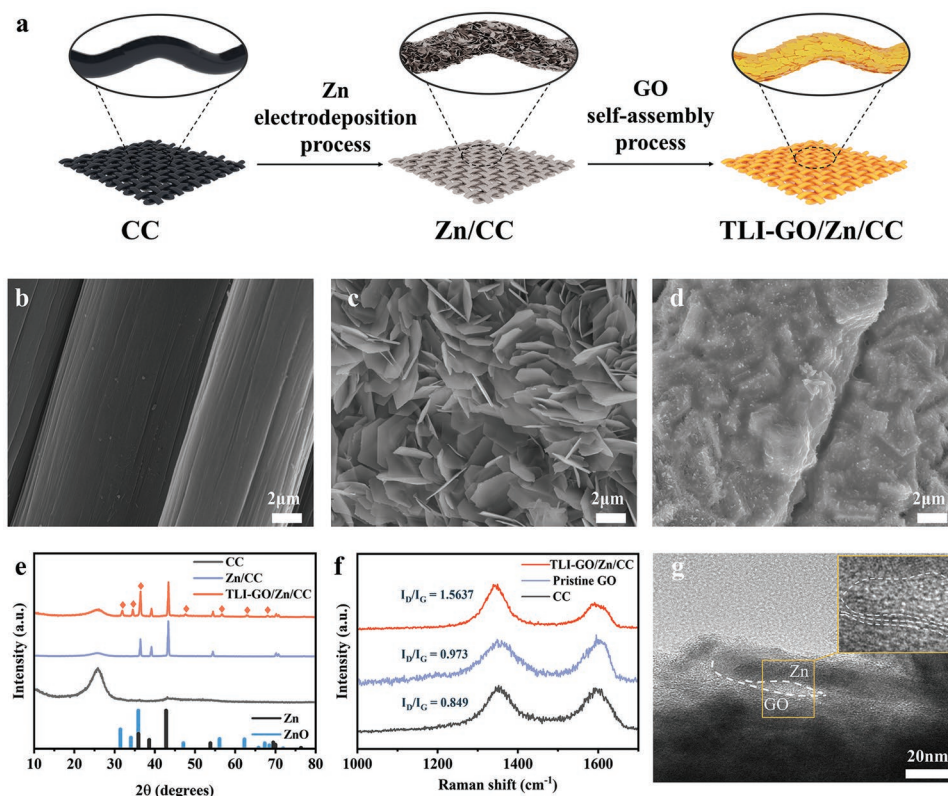 a
Zn
electrodeposition
process
GO
self-assembly
process
CC
Zn/CC
TLI-GO/Zn/CC
b
2μm
c
2μm
d
2μm
e
CC
Zn/CC
TLI-GO/Zn/CC
Intensity (a.u.)
Zn
ZnO
10 20 30 40 50 60 70 80
2θ (degrees)
f
TLI-GO/Zn/CC
Pristine GO
CC
I_D/I_G = 1.5637
I_D/I_G = 0.973
I_D/I_G = 0.849
Intensity (a.u.)
1000 1200 1400 1600
Raman shift (cm⁻¹)
g
Zn
GO
20nm